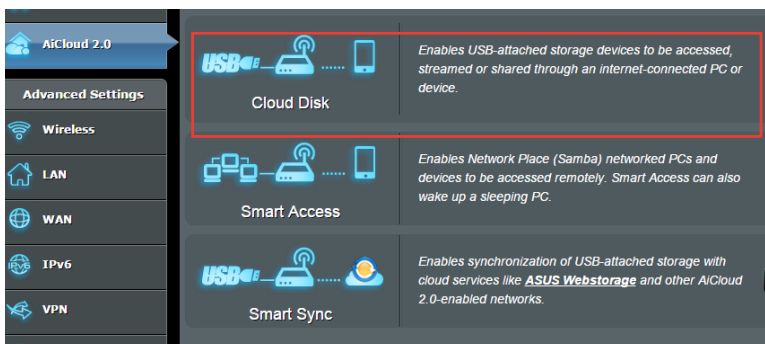 AiCloud 2.0
Advanced Settings
Wireless
LAN
WAN
IPv6
VPN
USB
Cloud Disk
Enables USB-attached storage devices to be accessed,
streamed or shared through an internet-connected PC or
device.
Smart Access
Enables Network Place (Samba) networked PCs and
devices to be accessed remotely. Smart Access can also
wake up a sleeping PC.
USB
Smart Sync
Enables synchronization of USB-attached storage with
cloud services like ASUS Webstorage and other AiCloud
2.0-enabled networks.